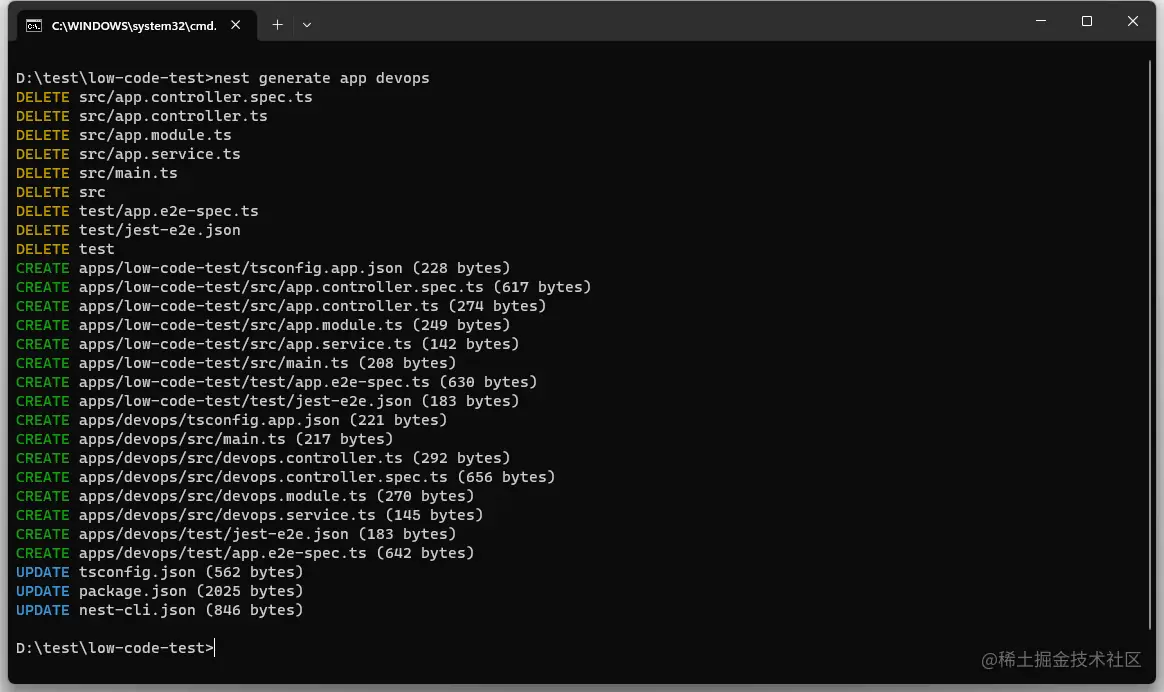 C:\WINDOWS\system32\cmd.
D:\test\low-code-test>nest generate app devops
DELETE src/app.controller.spec.ts
DELETE src/app.controller.ts
DELETE src/app.module.ts
DELETE src/app.service.ts
DELETE src/main.ts
DELETE src
DELETE test/app.e2e-spec.ts
DELETE test/jest-e2e.json
DELETE test
CREATE apps/low-code-test/tsconfig.app.json (228 bytes)
CREATE apps/low-code-test/src/app.controller.spec.ts (617 bytes)
CREATE apps/low-code-test/src/app.controller.ts (274 bytes)
CREATE apps/low-code-test/src/app.module.ts (249 bytes)
CREATE apps/low-code-test/src/app.service.ts (142 bytes)
CREATE apps/low-code-test/src/main.ts (208 bytes)
CREATE apps/low-code-test/test/app.e2e-spec.ts (630 bytes)
CREATE apps/low-code-test/test/jest-e2e.json (183 bytes)
CREATE apps/devops/tsconfig.app.json (221 bytes)
CREATE apps/devops/src/main.ts (217 bytes)
CREATE apps/devops/src/devops.controller.ts (292 bytes)
CREATE apps/devops/src/devops.controller.spec.ts (656 bytes)
CREATE apps/devops/src/devops.module.ts (270 bytes)
CREATE apps/devops/src/devops.service.ts (145 bytes)
CREATE apps/devops/test/jest-e2e.json (183 bytes)
CREATE apps/devops/test/app.e2e-spec.ts (642 bytes)
UPDATE tsconfig.json (562 bytes)
UPDATE package.json (2025 bytes)
UPDATE nest-cli.json (846 bytes)
D:\test\low-code-test>
@稀土掘金技术社区